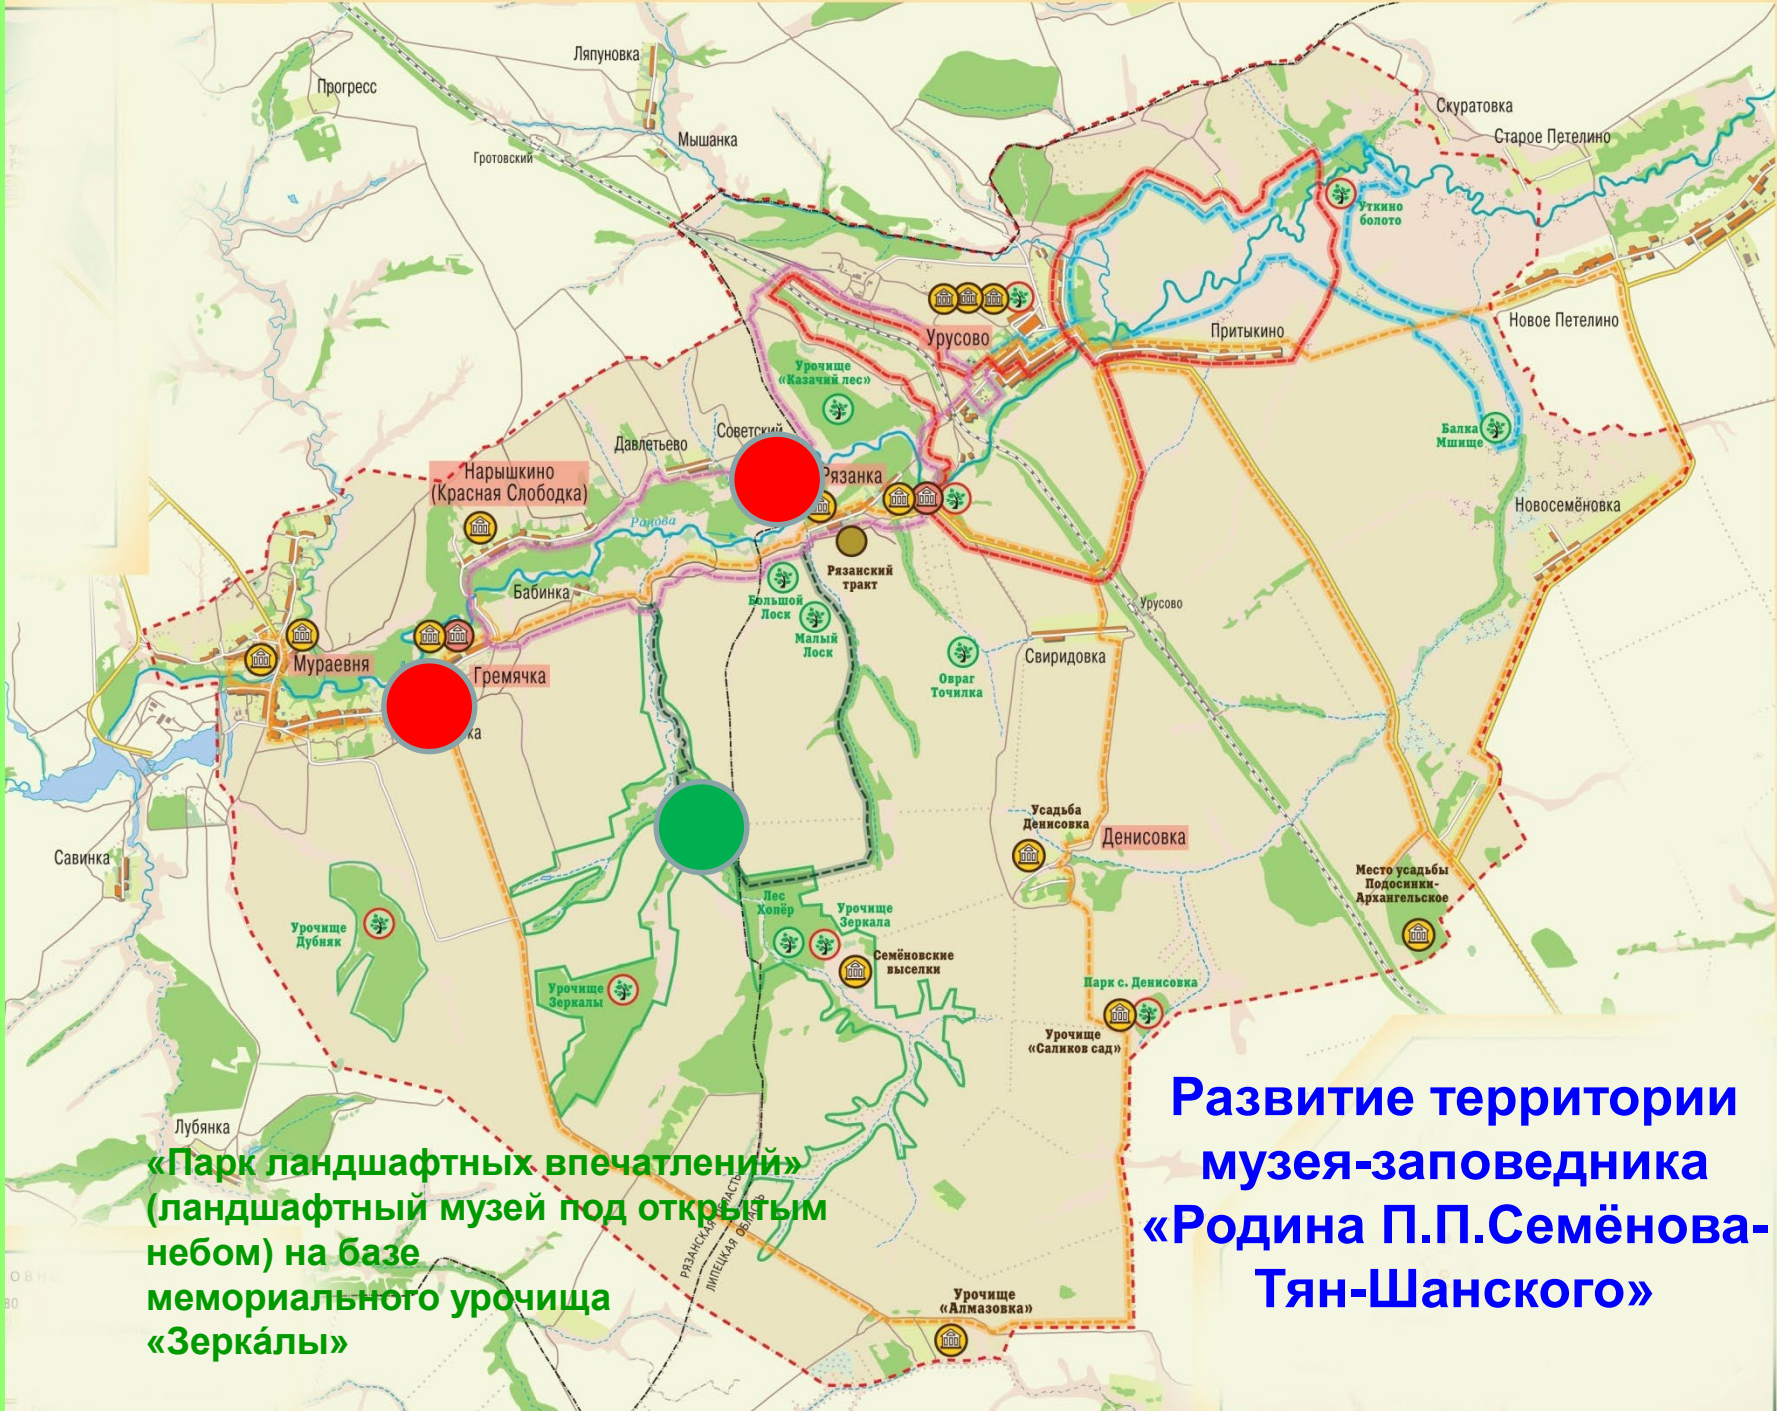 Ляпуновка
Прогресс
Скуратовка
Старое Петелино
Мышанка
Гротовский
Уткино
болото
Притыкино
Новое Петелино
Урусово
Урочище
«Казачий лес»
Балка
Мшище
Советский
Давлетьево
Нарышкино
(Красная Слободка)
Рязанка
Новосемёновка
Ранова
Рязанский
тракт
Бабинка
Большой
Лоск
Урусово
Малый
Лоск
Свиридовка
Мураевня
Гремячка
Овраг
Точилка
ка
Усадьба
Денисовка
Денисовка
Савинка
Место усадьбы
Подосинки-
Архангельское
Лес
Хопёр
Урочище
Зеркала
Урочище
Дубняк
Семёновские
выселки
Урочище
Зеркалы
Парк с. Денисовка
Урочище
«Саликов сад»
Лубянка
РЯЗАНСКАЯ ОБЛАСТЬ
ЛИПЕЦКАЯ ОБЛАСТЬ
Урочище
«Алмазовка»
«Парк ландшафтных впечатлений»
(ландшафтный музей под открытым
небом) на базе
мемориального урочища
«Зерка́лы»
Развитие территории
музея-заповедника
«Родина П.П.Семёнова-
Тян-Шанского»